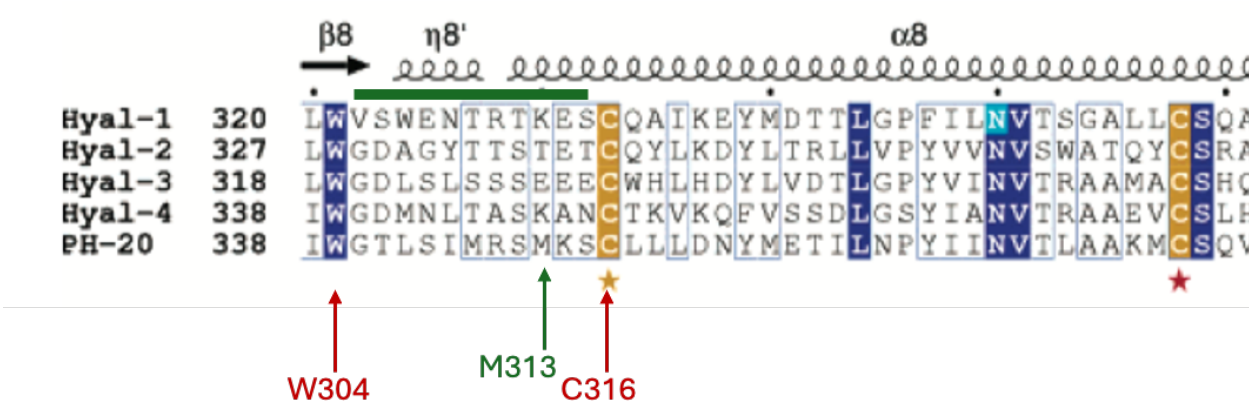 β8 η8' α8
Hyal-1 320 LWVSWENTRTKESCQAIKEYMDTTLGPFILNVTSGALLCSQA
Hyal-2 327 LWGDAGYTTSTETCQYLKDYLTRLLVPYVVNVSWATQYCSRA
Hyal-3 318 LWGDLSLSSSEEECWHLHDYLVDTLGPYVINVTRAAMACSHQ
Hyal-4 338 IWGDMNLTASKANCTKVKQFVSSDLGSYIANVTRAAEVCSLH
PH-20 338 IWGTLSIMRSMKSCLLLDNYMETILNPYIINVTLAAKMCSQV
M313
W304 C316